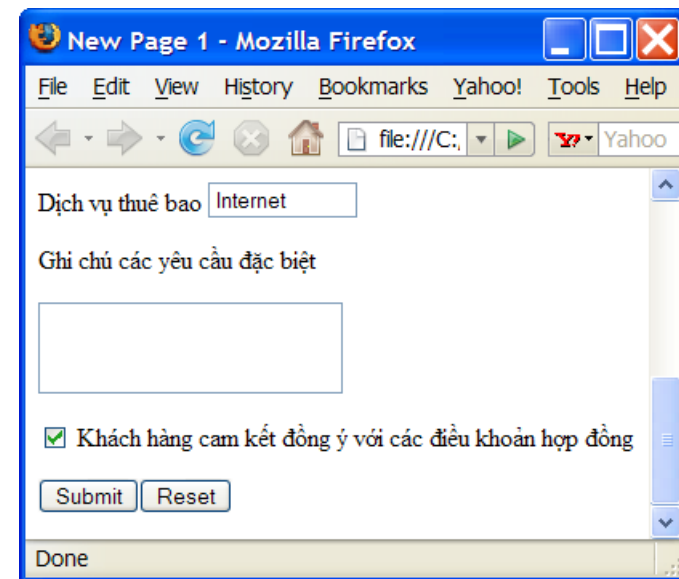 New Page 1 - Mozilla Firefox
File Edit View History Bookmarks Yahoo! Tools Help
file:///C:, Yahoo
Dịch vụ thuê bao Internet
Ghi chú các yêu cầu đặc biệt
Khách hàng cam kết đồng ý với các điều khoản hợp đồng
Submit Reset
Done